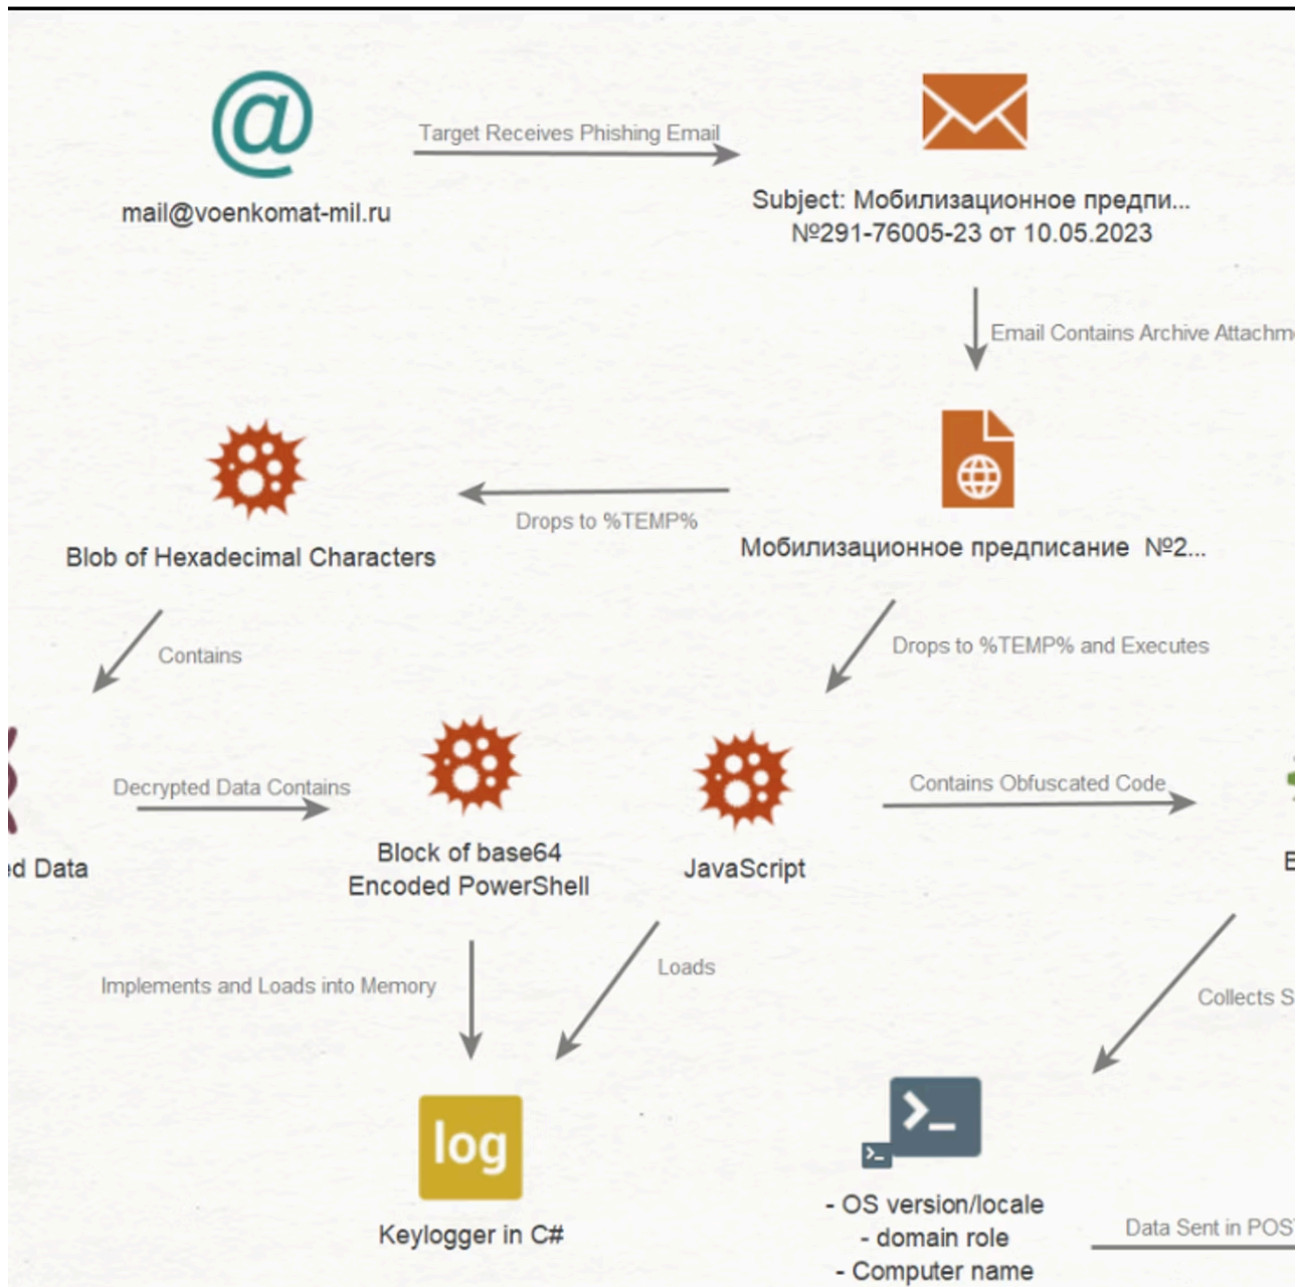 Target Receives Phishing Email
mail@voenkomat-mil.ru
Subject: Мобилизационное предпи...
№291-76005-23 от 10.05.2023
Email Contains Archive
Drops to %TEMP%
Blob of Hexadecimal Characters
Мобилизационное предписание №2...
Contains
Drops to %TEMP% and Executes
Decrypted Data Contains
Contains Obfuscated Code
Data
Block of base64
Encoded PowerShell
JavaScript
Implements and Loads into Memory
Loads
Collects
log
Keylogger in C#
- OS version/locale
- domain role
- Computer name
Data Sent in POST